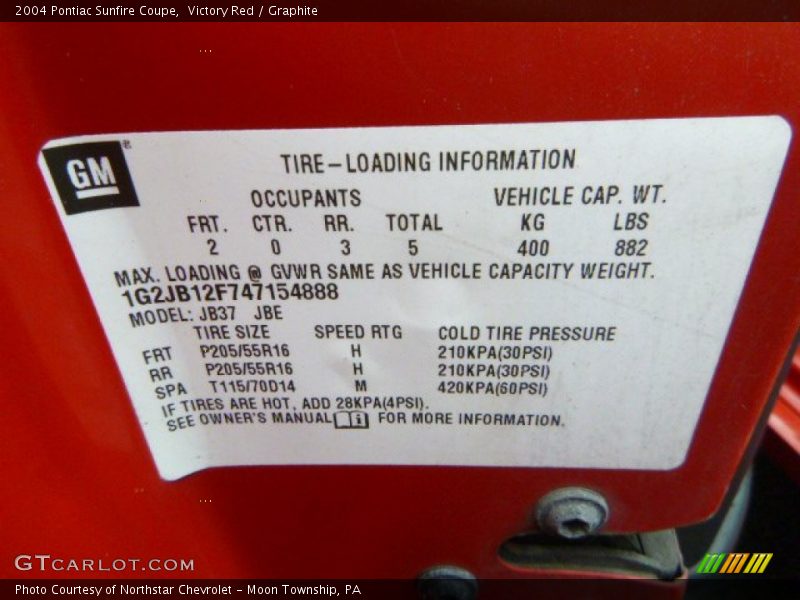 2004 Pontiac Sunfire Coupe,  Victory Red / Graphite
GM
TIRE-LOADING INFORMATION
OCCUPANTS VEHICLE CAP. WT.
FRT. CTR. RR. TOTAL KG LBS
2 0 3 5 400 882
MAX. LOADING @ GVWR SAME AS VEHICLE CAPACITY WEIGHT.
1G2JB12F747154888
MODEL: JB37 JBE
TIRE SIZE SPEED RTG COLD TIRE PRESSURE
FRT P205/55R16 H 210KPA(30PSI)
RR P205/55R16 H 210KPA(30PSI)
SPA T115/70D14 M 420KPA(60PSI)
IF TIRES ARE HOT, ADD 28KPA(4PSI).
SEE OWNER'S MANUAL i FOR MORE INFORMATION.
GTCARLOT.COM
Photo Courtesy of Northstar Chevrolet - Moon Township, PA